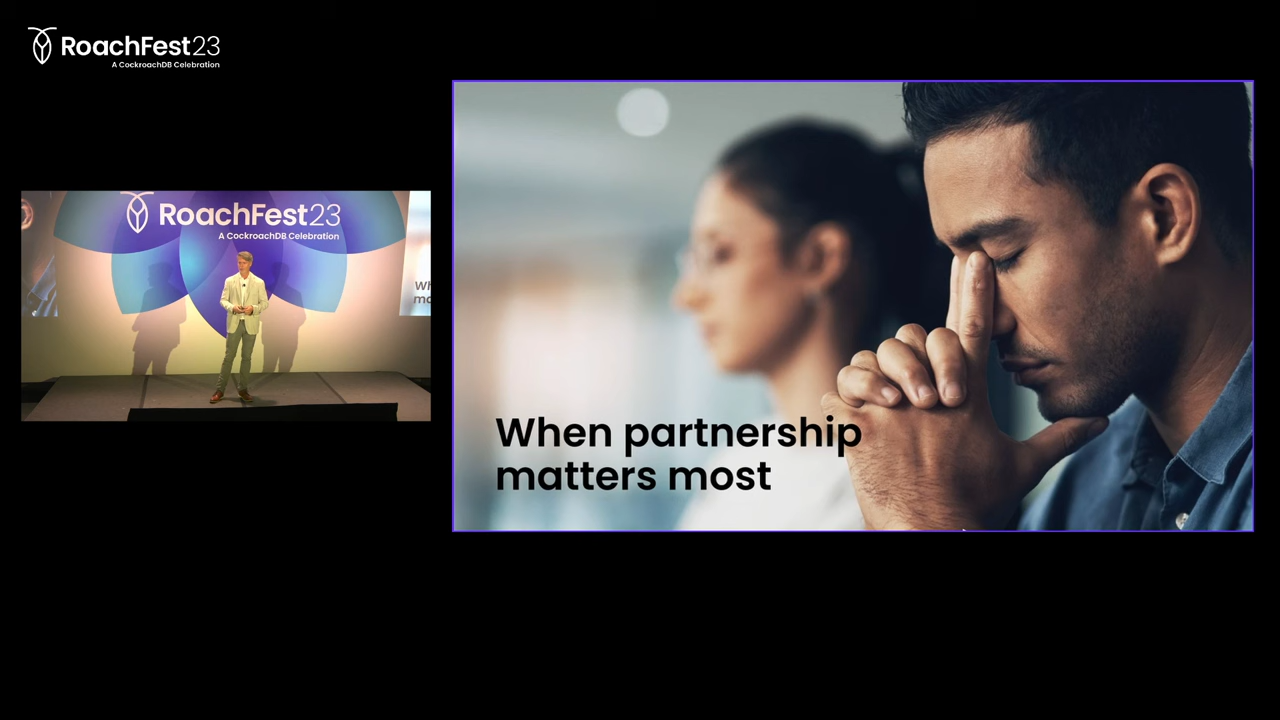 RoachFest23
A CockroachDB Celebration
RoachFest23
A CockroachDB Celebration
When partnership
matters most